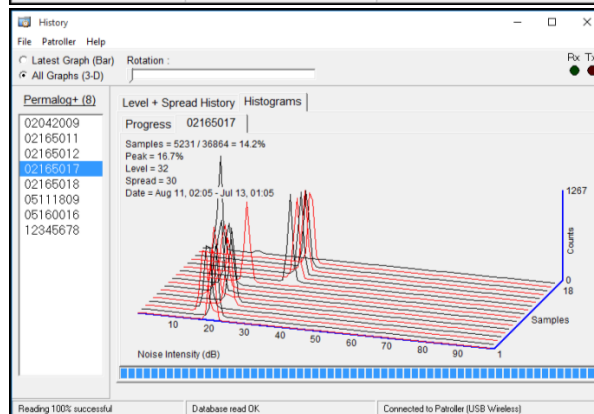 History
File Patroller Help
Latest Graph (Bar)
All Graphs (3-D)
Rotation :
Rx Tx
Permalog+ (8)
02042009
02165011
02165012
02165017
02165018
05111809
05160016
12345678
Level + Spread History Histograms
Progress 02165017
Samples = 5231 / 36864 = 14.2%
Peak = 16.7%
Level = 32
Spread = 30
Date = Aug 11, 02:05 - Jul 13, 01:05
1267
Counts
0
18
Samples
1
10 20 30 40 50 60 70 80 90
Noise Intensity (dB)
Reading 100% successful
Database read OK
Connected to Patroller (USB Wireless)